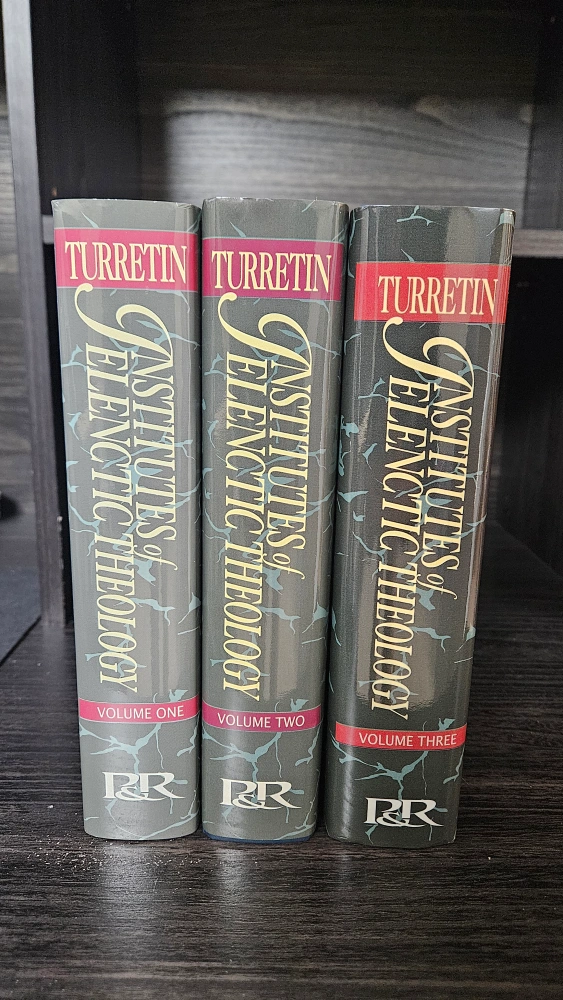 TURRETIN
INSTITUTES of
ELENCTIC THEOLOGY
VOLUME ONE
P&R
TURRETIN
INSTITUTES of
ELENCTIC THEOLOGY
VOLUME TWO
P&R
TURRETIN
INSTITUTES of
ELENCTIC THEOLOGY
VOLUME THREE
P&R